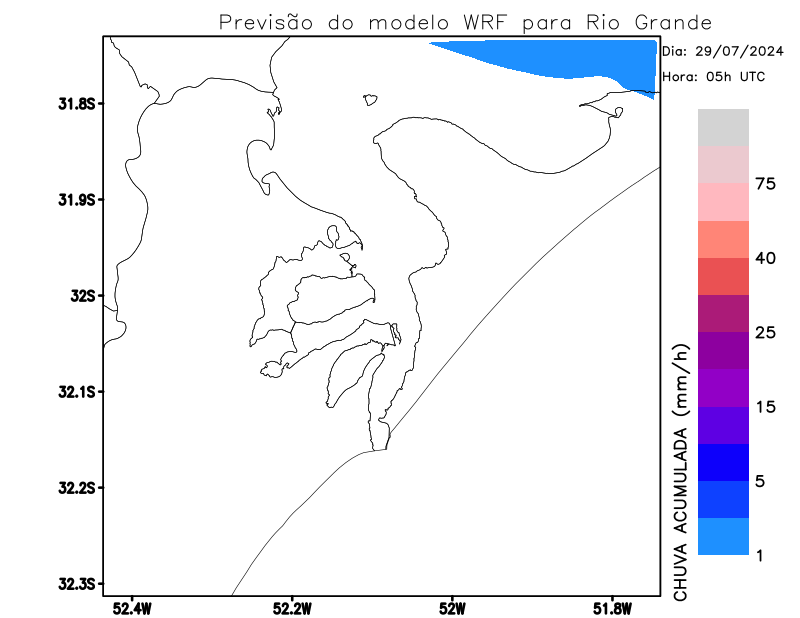 Previsão do modelo WRF para Rio Grande
Dia: 29/07/2024
Hora: 05h UTC
31.8S
31.9S
32S
32.1S
32.2S
32.3S
52.4W
52.2W
52W
51.8W
75
40
25
15
5
1
CHUVA ACUMULADA (mm/h)